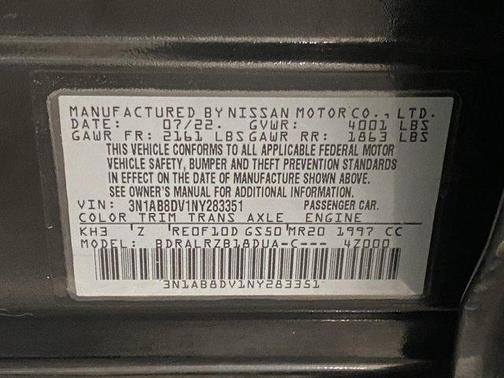 MANUFACTURED BY NISSAN MOTOR CO., LTD.
DATE: 07/22. GVWR: 4001 LBS
GAWR FR: 2161 LBS GAWR RR: 1863 LBS
THIS VEHICLE CONFORMS TO ALL APPLICABLE FEDERAL MOTOR
VEHICLE SAFETY, BUMPER AND THEFT PREVENTION STANDARDS
IN EFFECT ON THE DATE OF MANUFACTURE SHOWN ABOVE.
SEE OWNER'S MANUAL FOR ADDITIONAL INFORMATION.
VIN: 3N1AB8DV1NY283351 PASSENGER CAR.
COLOR TRIM TRANS AXLE ENGINE
KH3 Z RE0F10D GS50 MR20 1997 CC
MODEL: BDRALRZB18DUA-C--- 4Z000
3N1AB8DV1NY283351